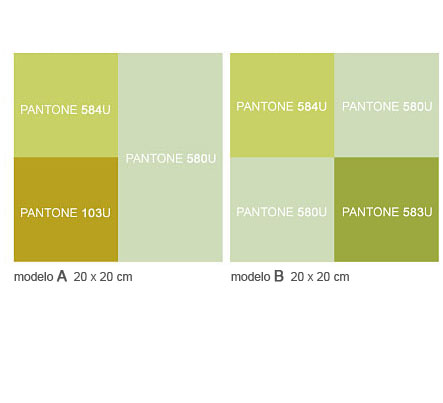 PANTONE 584U
PANTONE 580U
PANTONE 103U
modelo A 20 x 20 cm
PANTONE 584U
PANTONE 580U
PANTONE 580U
PANTONE 583U
modelo B 20 x 20 cm